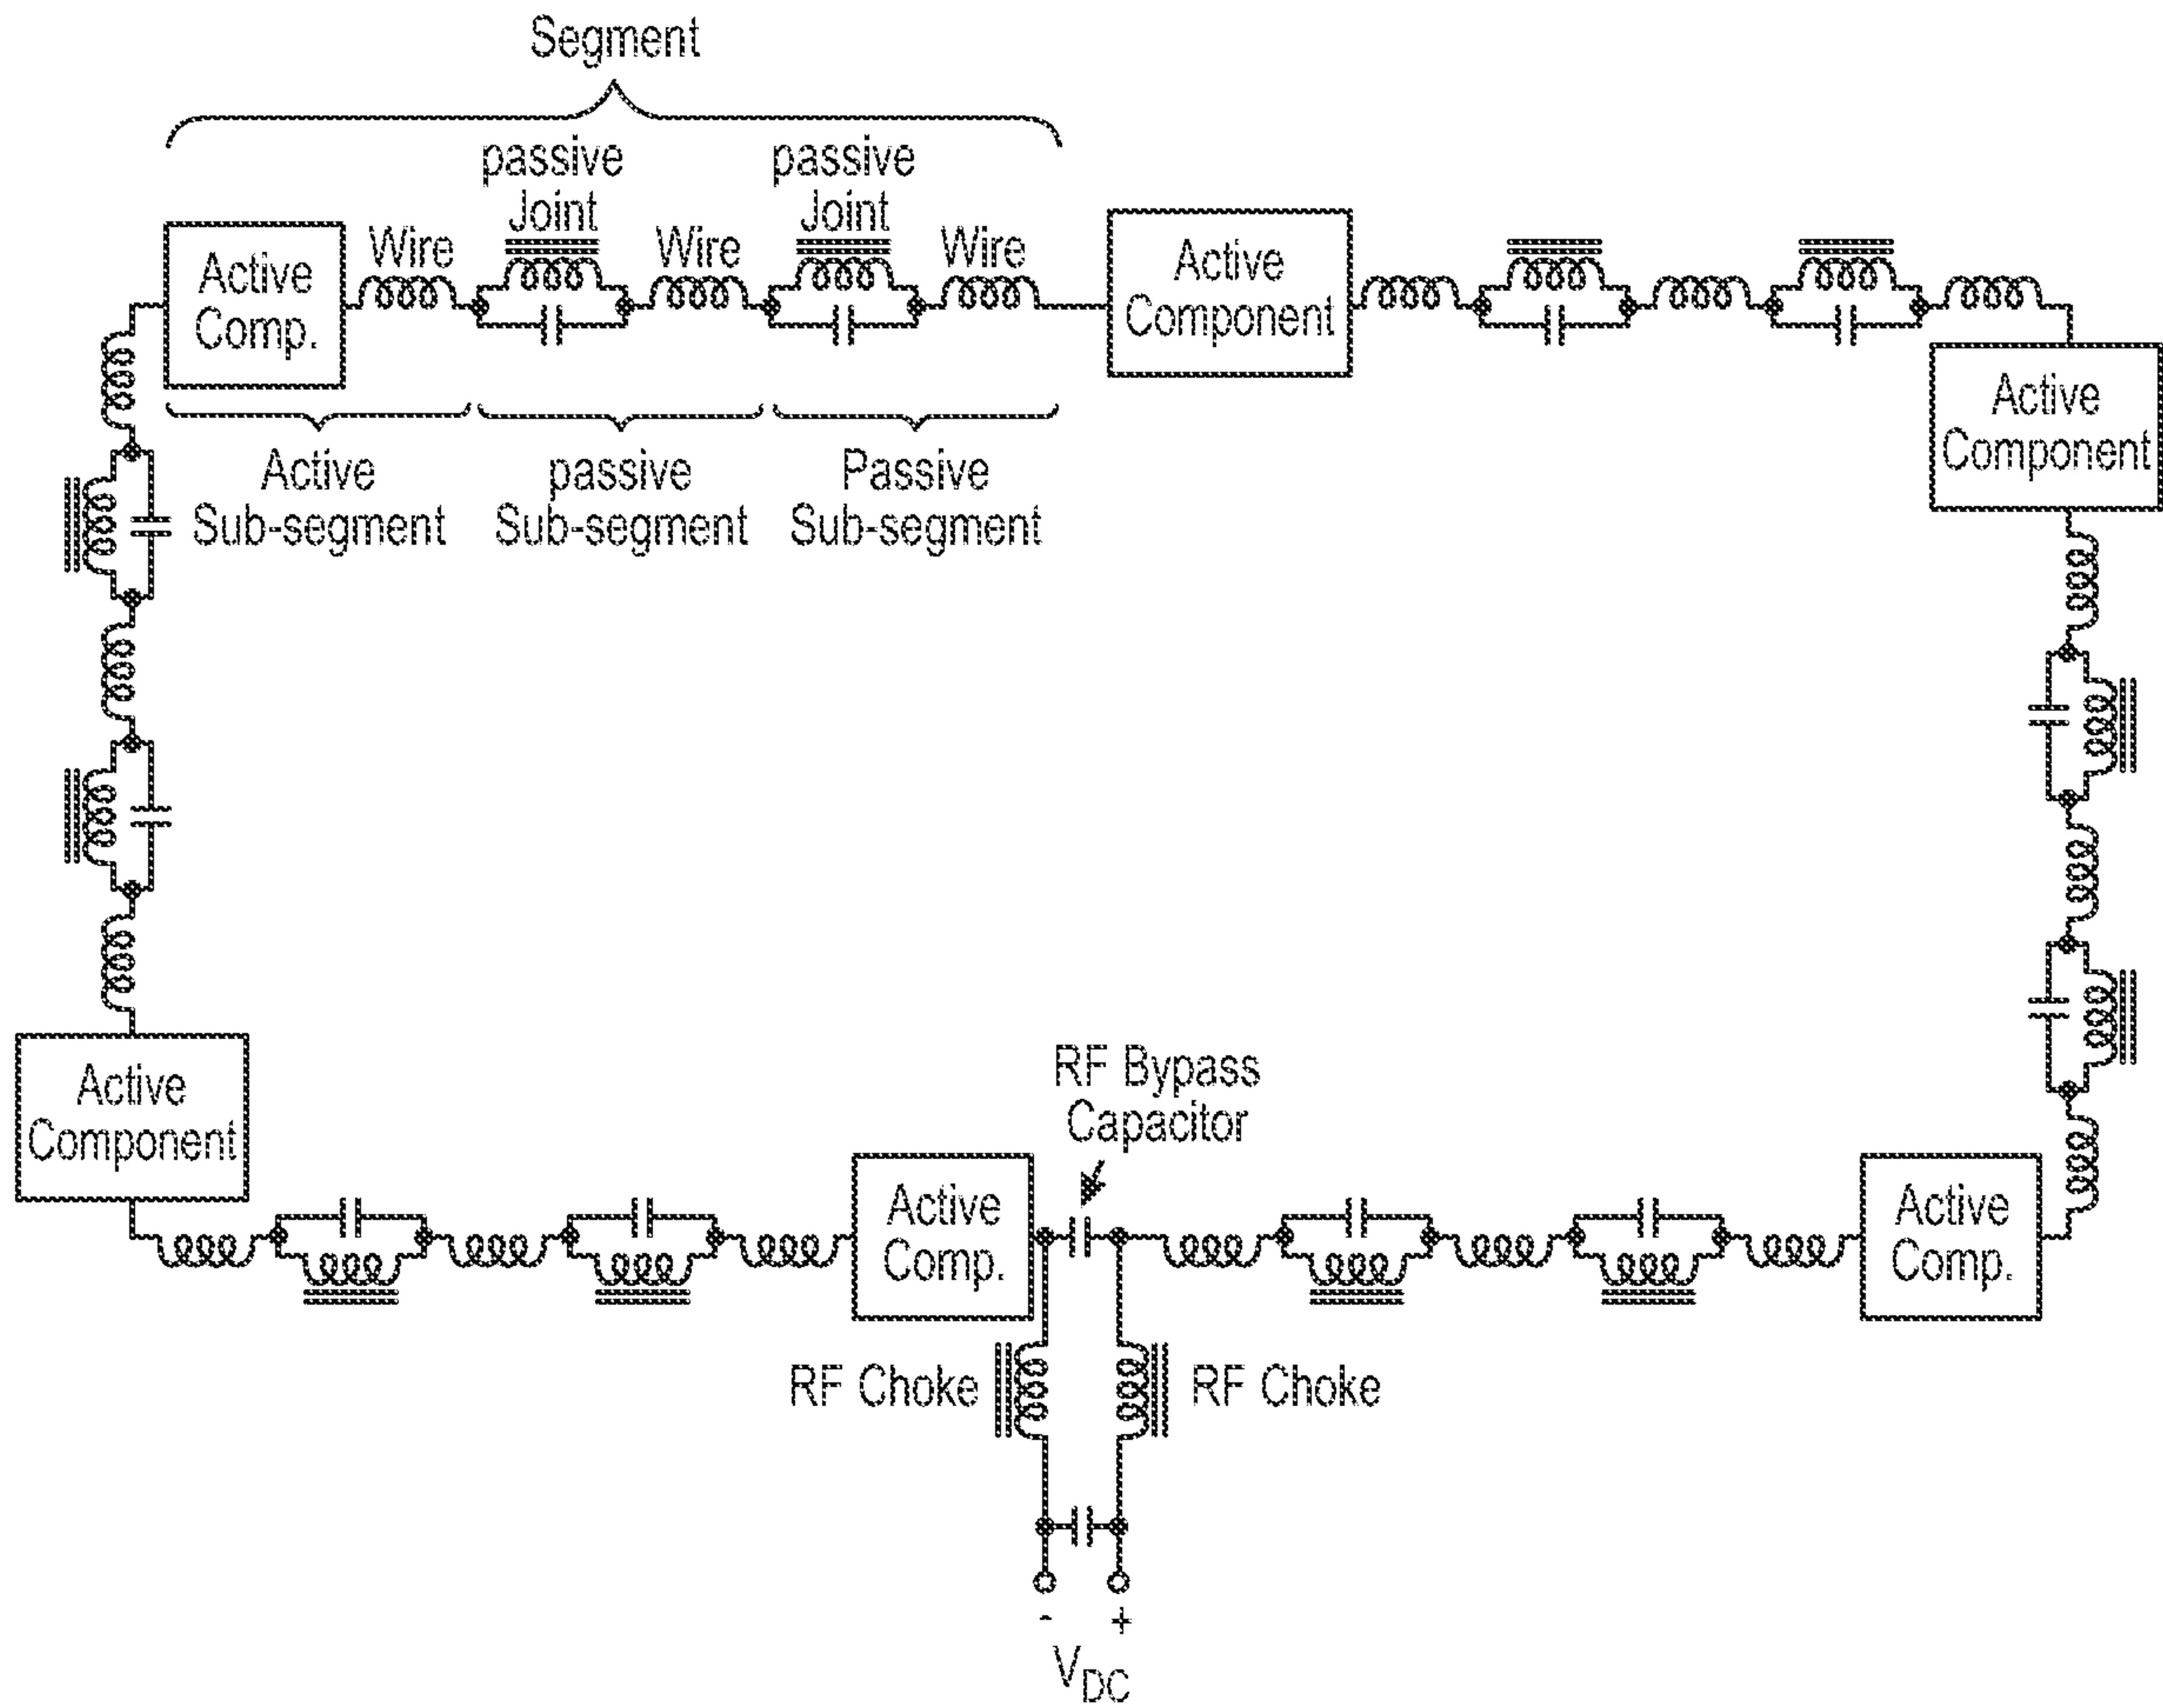 Segment
passive
Joint
passive
Joint
Wire
Wire
Wire
Active
Comp.
Active
Component
Active
Component
Active
Sub-segment
passive
Sub-segment
Passive
Sub-segment
Active
Component
RF Bypass
Capacitor
Active
Comp.
Active
Comp.
RF Choke
RF Choke
- +
VDC